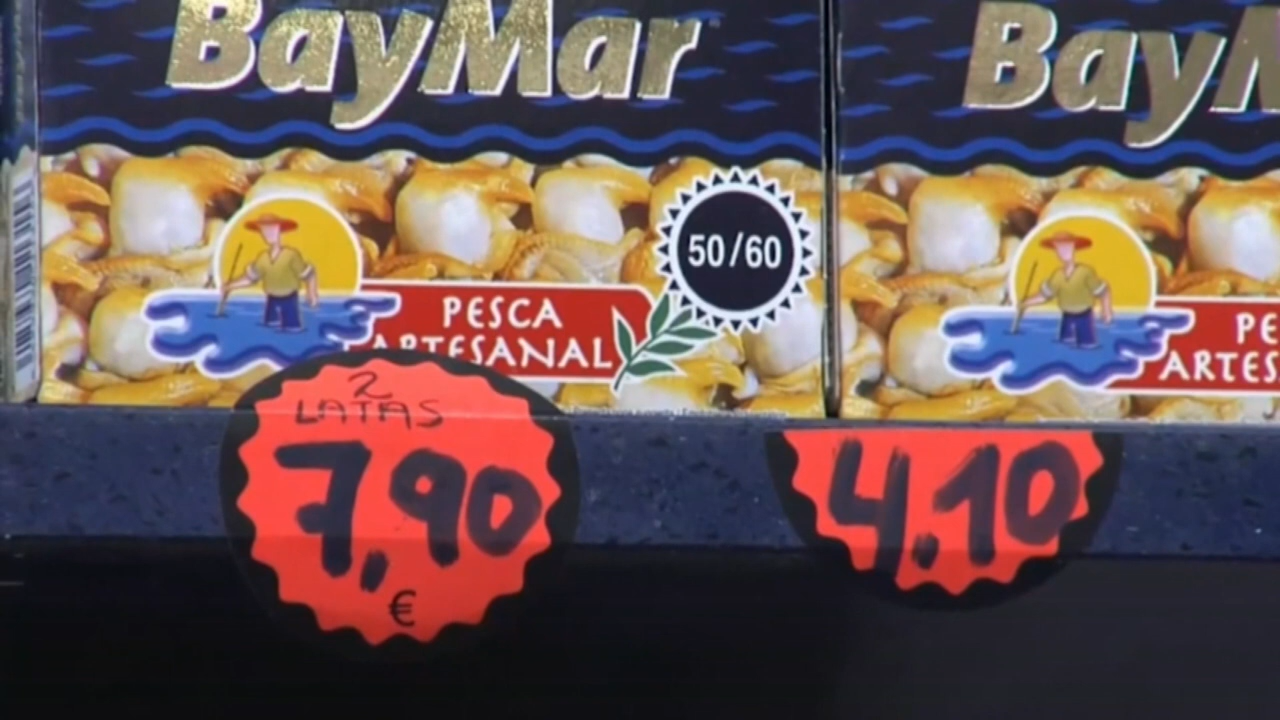 BayMar
50/60
PESCA
ARTESANAL
2
LATAS
7,90
€
BayM
PE
ARTES
4.10